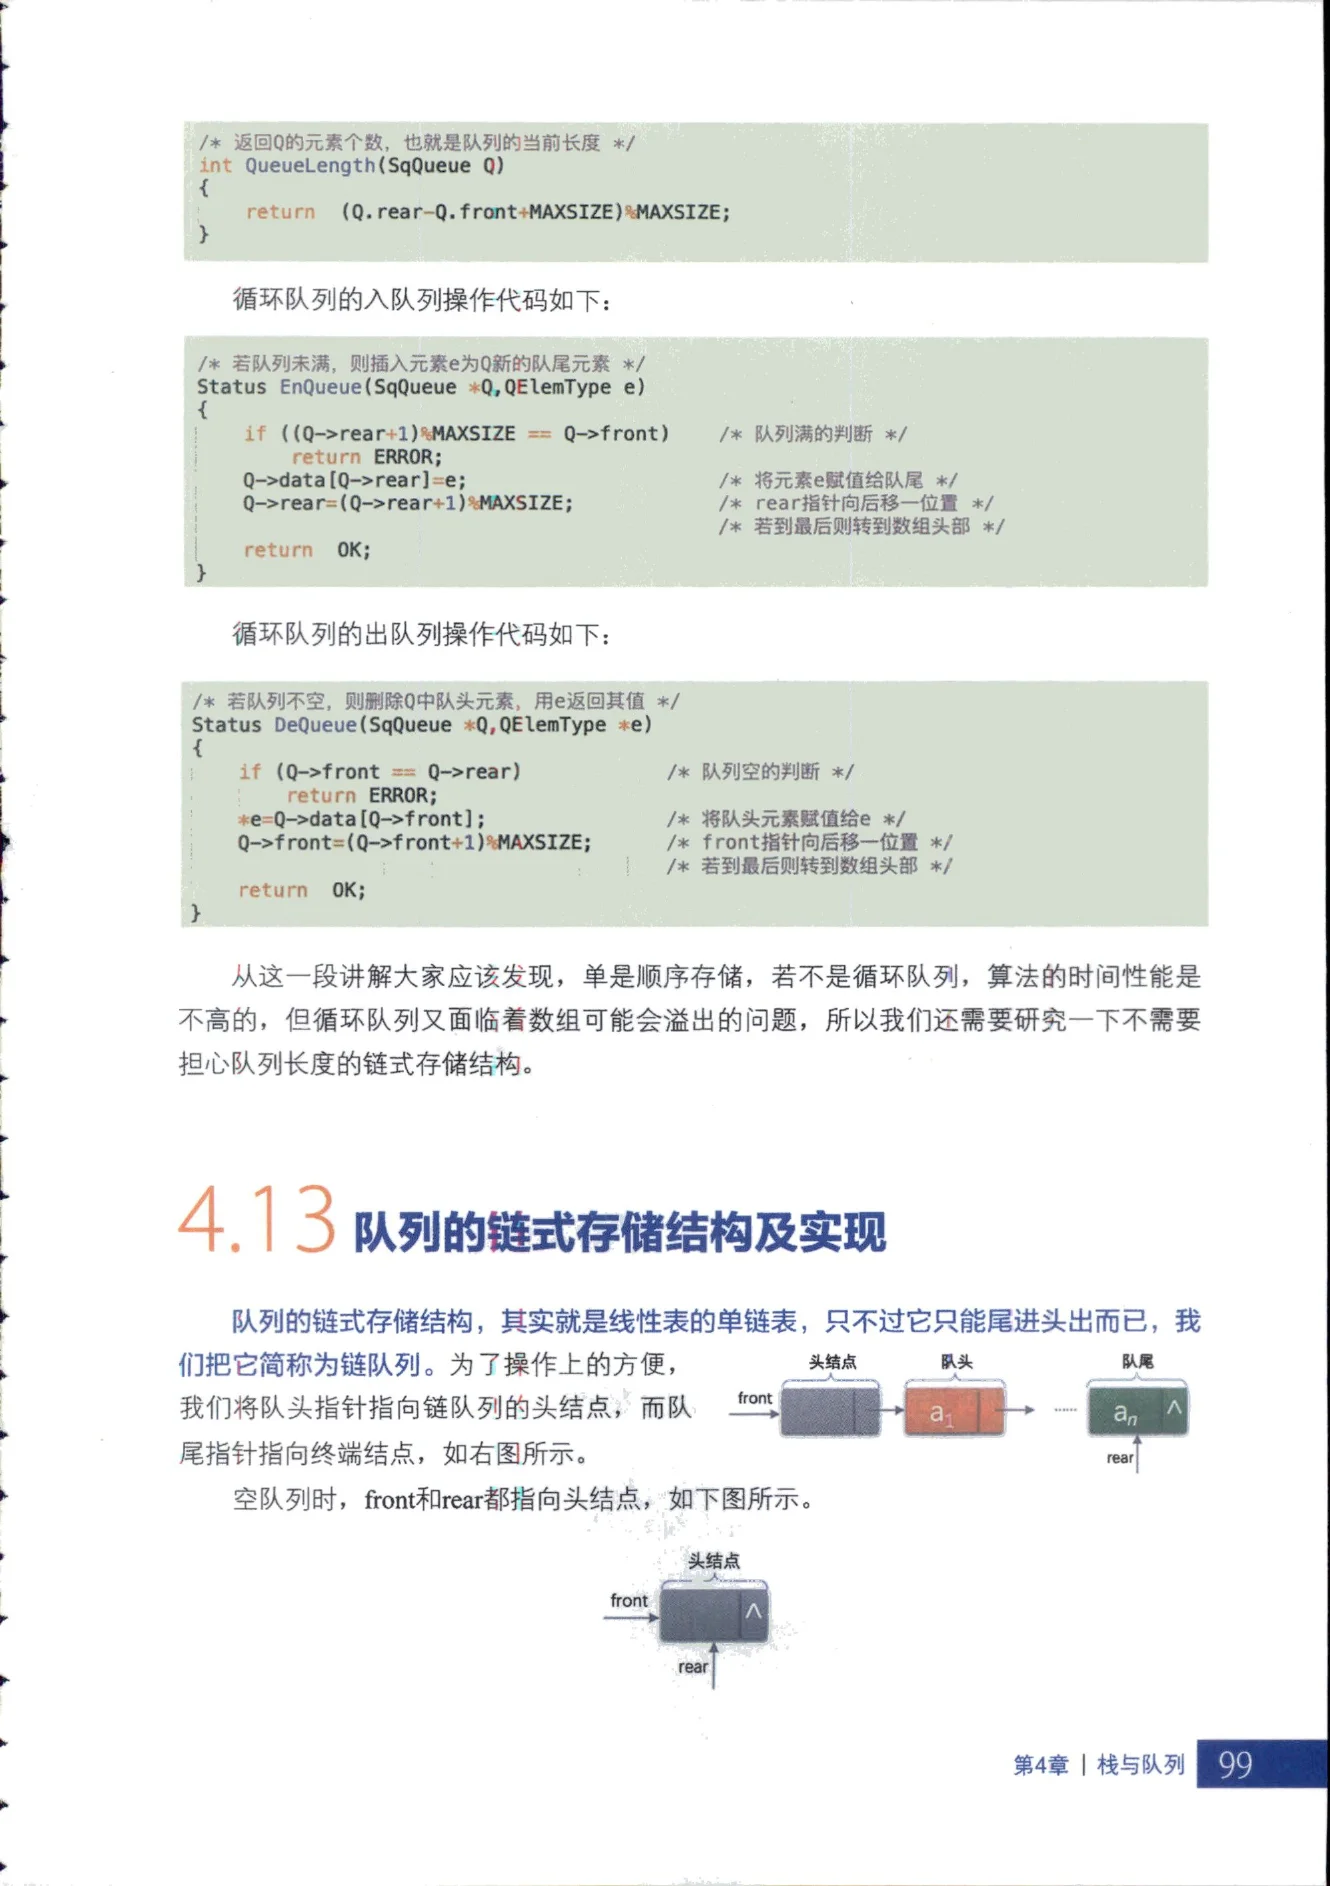 /* 返回Q的元素个数，也就是队列的当前长度 */
int QueueLength(SqQueue Q)
{
    return  (Q.rear-Q.front+MAXSIZE)%MAXSIZE;
}
循环队列的入队列操作代码如下：
/* 若队列未满，则插入元素e为Q新的队尾元素 */
Status EnQueue(SqQueue *Q,QElemType e)
{
    if ((Q->rear+1)%MAXSIZE == Q->front)    /* 队列满的判断 */
        return ERROR;
    Q->data[Q->rear]=e;    /* 将元素e赋值给队尾 */
    Q->rear=(Q->rear+1)%MAXSIZE;    /* rear指针向后移一位置 */
    /* 若到最后则转到数组头部 */
    return  OK;
}
循环队列的出队列操作代码如下：
/* 若队列不空，则删除Q中队头元素，用e返回其值 */
Status DeQueue(SqQueue *Q,QElemType *e)
{
    if (Q->front == Q->rear)    /* 队列空的判断 */
        return ERROR;
    *e=Q->data[Q->front];    /* 将队头元素赋值给e */
    Q->front=(Q->front+1)%MAXSIZE;    /* front指针向后移一位置 */
    /* 若到最后则转到数组头部 */
    return  OK;
}
从这一段讲解大家应该发现，单是顺序存储，若不是循环队列，算法的时间性能是
不高的，但循环队列又面临着数组可能会溢出的问题，所以我们还需要研究一下不需要
担心队列长度的链式存储结构。
4.13 队列的链式存储结构及实现
队列的链式存储结构，其实就是线性表的单链表，只不过它只能尾进头出而已，我
们把它简称为链队列。为了操作上的方便，
我们将队头指针指向链队列的头结点，而队
尾指针指向终端结点，如右图所示。
头结点 队头 队尾
front a1 ...... an ^
rear
空队列时，front和rear都指向头结点，如下图所示。
头结点
front ^
rear
第4章 | 栈与队列 99